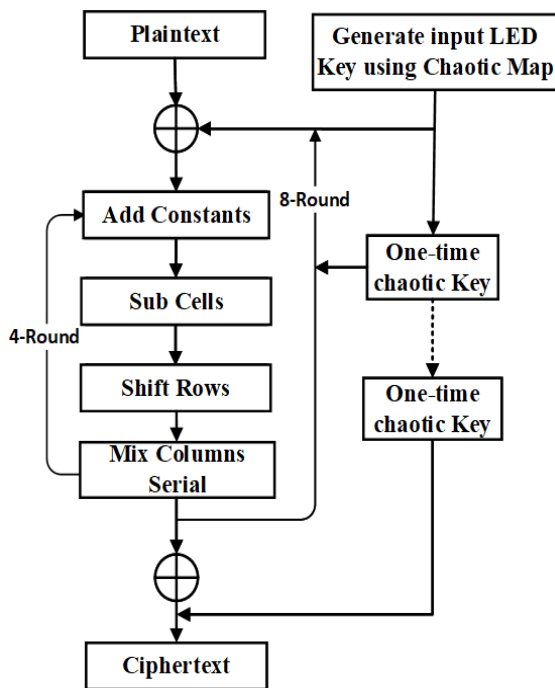 Plaintext
Generate input LED
Key using Chaotic Map
8-Round
Add Constants
One-time
chaotic Key
Sub Cells
4-Round
Shift Rows
One-time
chaotic Key
Mix Columns
Serial
Ciphertext